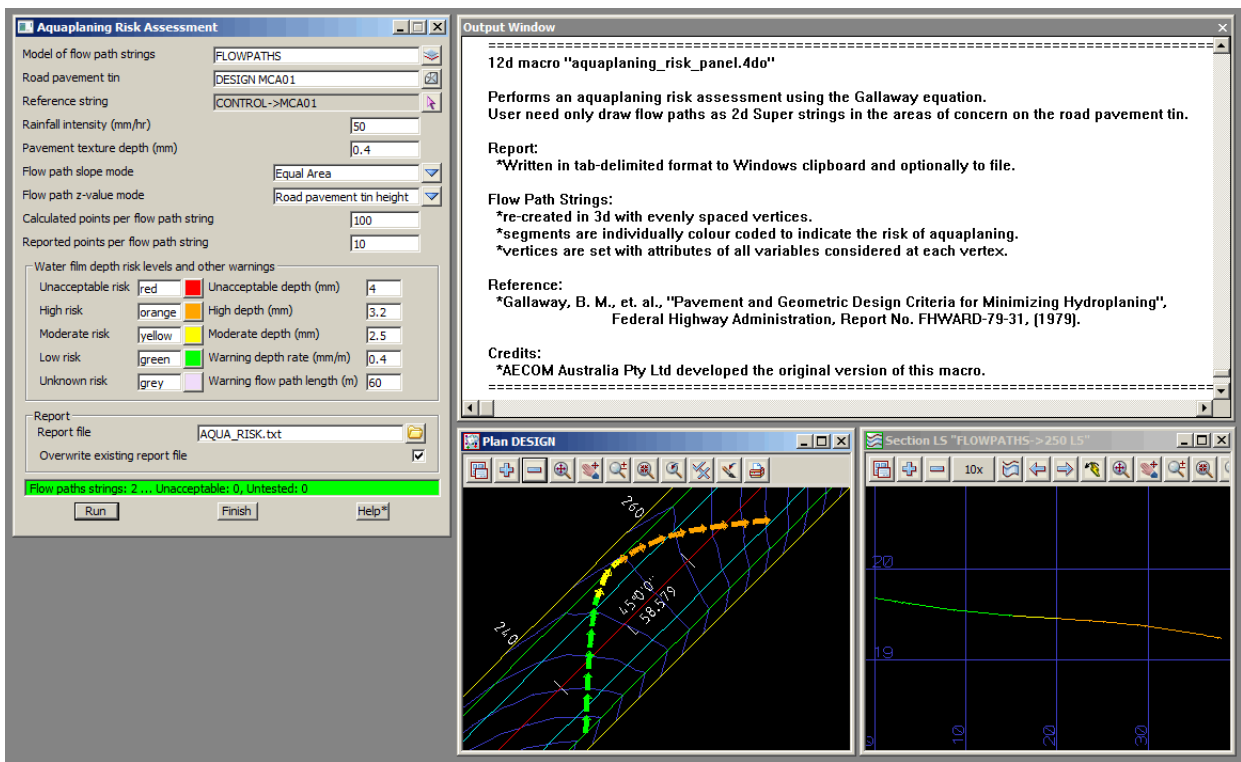 Aquaplaning Risk Assessment
Model of flow path strings FLOWPATHS
Road pavement tin DESIGN MCA01
Reference string CONTROL->MCA01
Rainfall intensity (mm/hr) 50
Pavement texture depth (mm) 0.4
Flow path slope mode Equal Area
Flow path z-value mode Road pavement tin height
Calculated points per flow path string 100
Reported points per flow path string 10
Water film depth risk levels and other warnings
Unacceptable risk red Unacceptable depth (mm) 4
High risk orange High depth (mm) 3.2
Moderate risk yellow Moderate depth (mm) 2.5
Low risk green Warning depth rate (mm/m) 0.4
Unknown risk grey Warning flow path length (m) 60
Report
Report file AQUA_RISK.txt
Overwrite existing report file
Flow paths strings: 2 ... Unacceptable: 0, Untested: 0
Run Finish Help*
Output Window
==================================================================
12d macro "aquaplaning_risk_panel.4do"
Performs an aquaplaning risk assessment using the Gallaway equation.
User need only draw flow paths as 2d Super strings in the areas of concern on the road pavement tin.
Report:
*Written in tab-delimited format to Windows clipboard and optionally to file.
Flow Path Strings:
*re-created in 3d with evenly spaced vertices.
*segments are individually colour coded to indicate the risk of aquaplaning.
*vertices are set with attributes of all variables considered at each vertex.
Reference:
*Gallaway, B. M., et. al., "Pavement and Geometric Design Criteria for Minimizing Hydroplaning",
Federal Highway Administration, Report No. FHWARD-79-31, (1979).
Credits:
*AECOM Australia Pty Ltd developed the original version of this macro.
==================================================================
Plan DESIGN
260
45°0'0"
L 58.579
240
Section LS "FLOWPATHS->250 LS"
10x
20
19
0 10 20 30